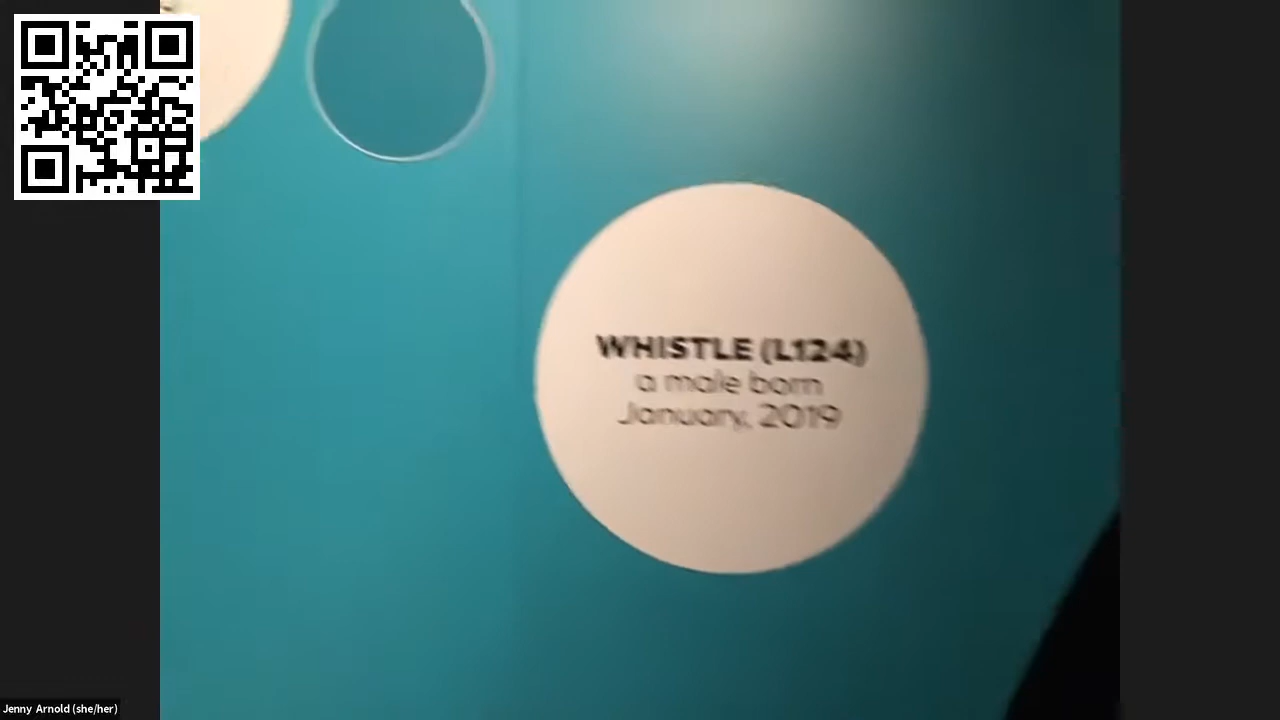 WHISTLE (L124)
a male born
January, 2019
Jenny Arnold (she/her)